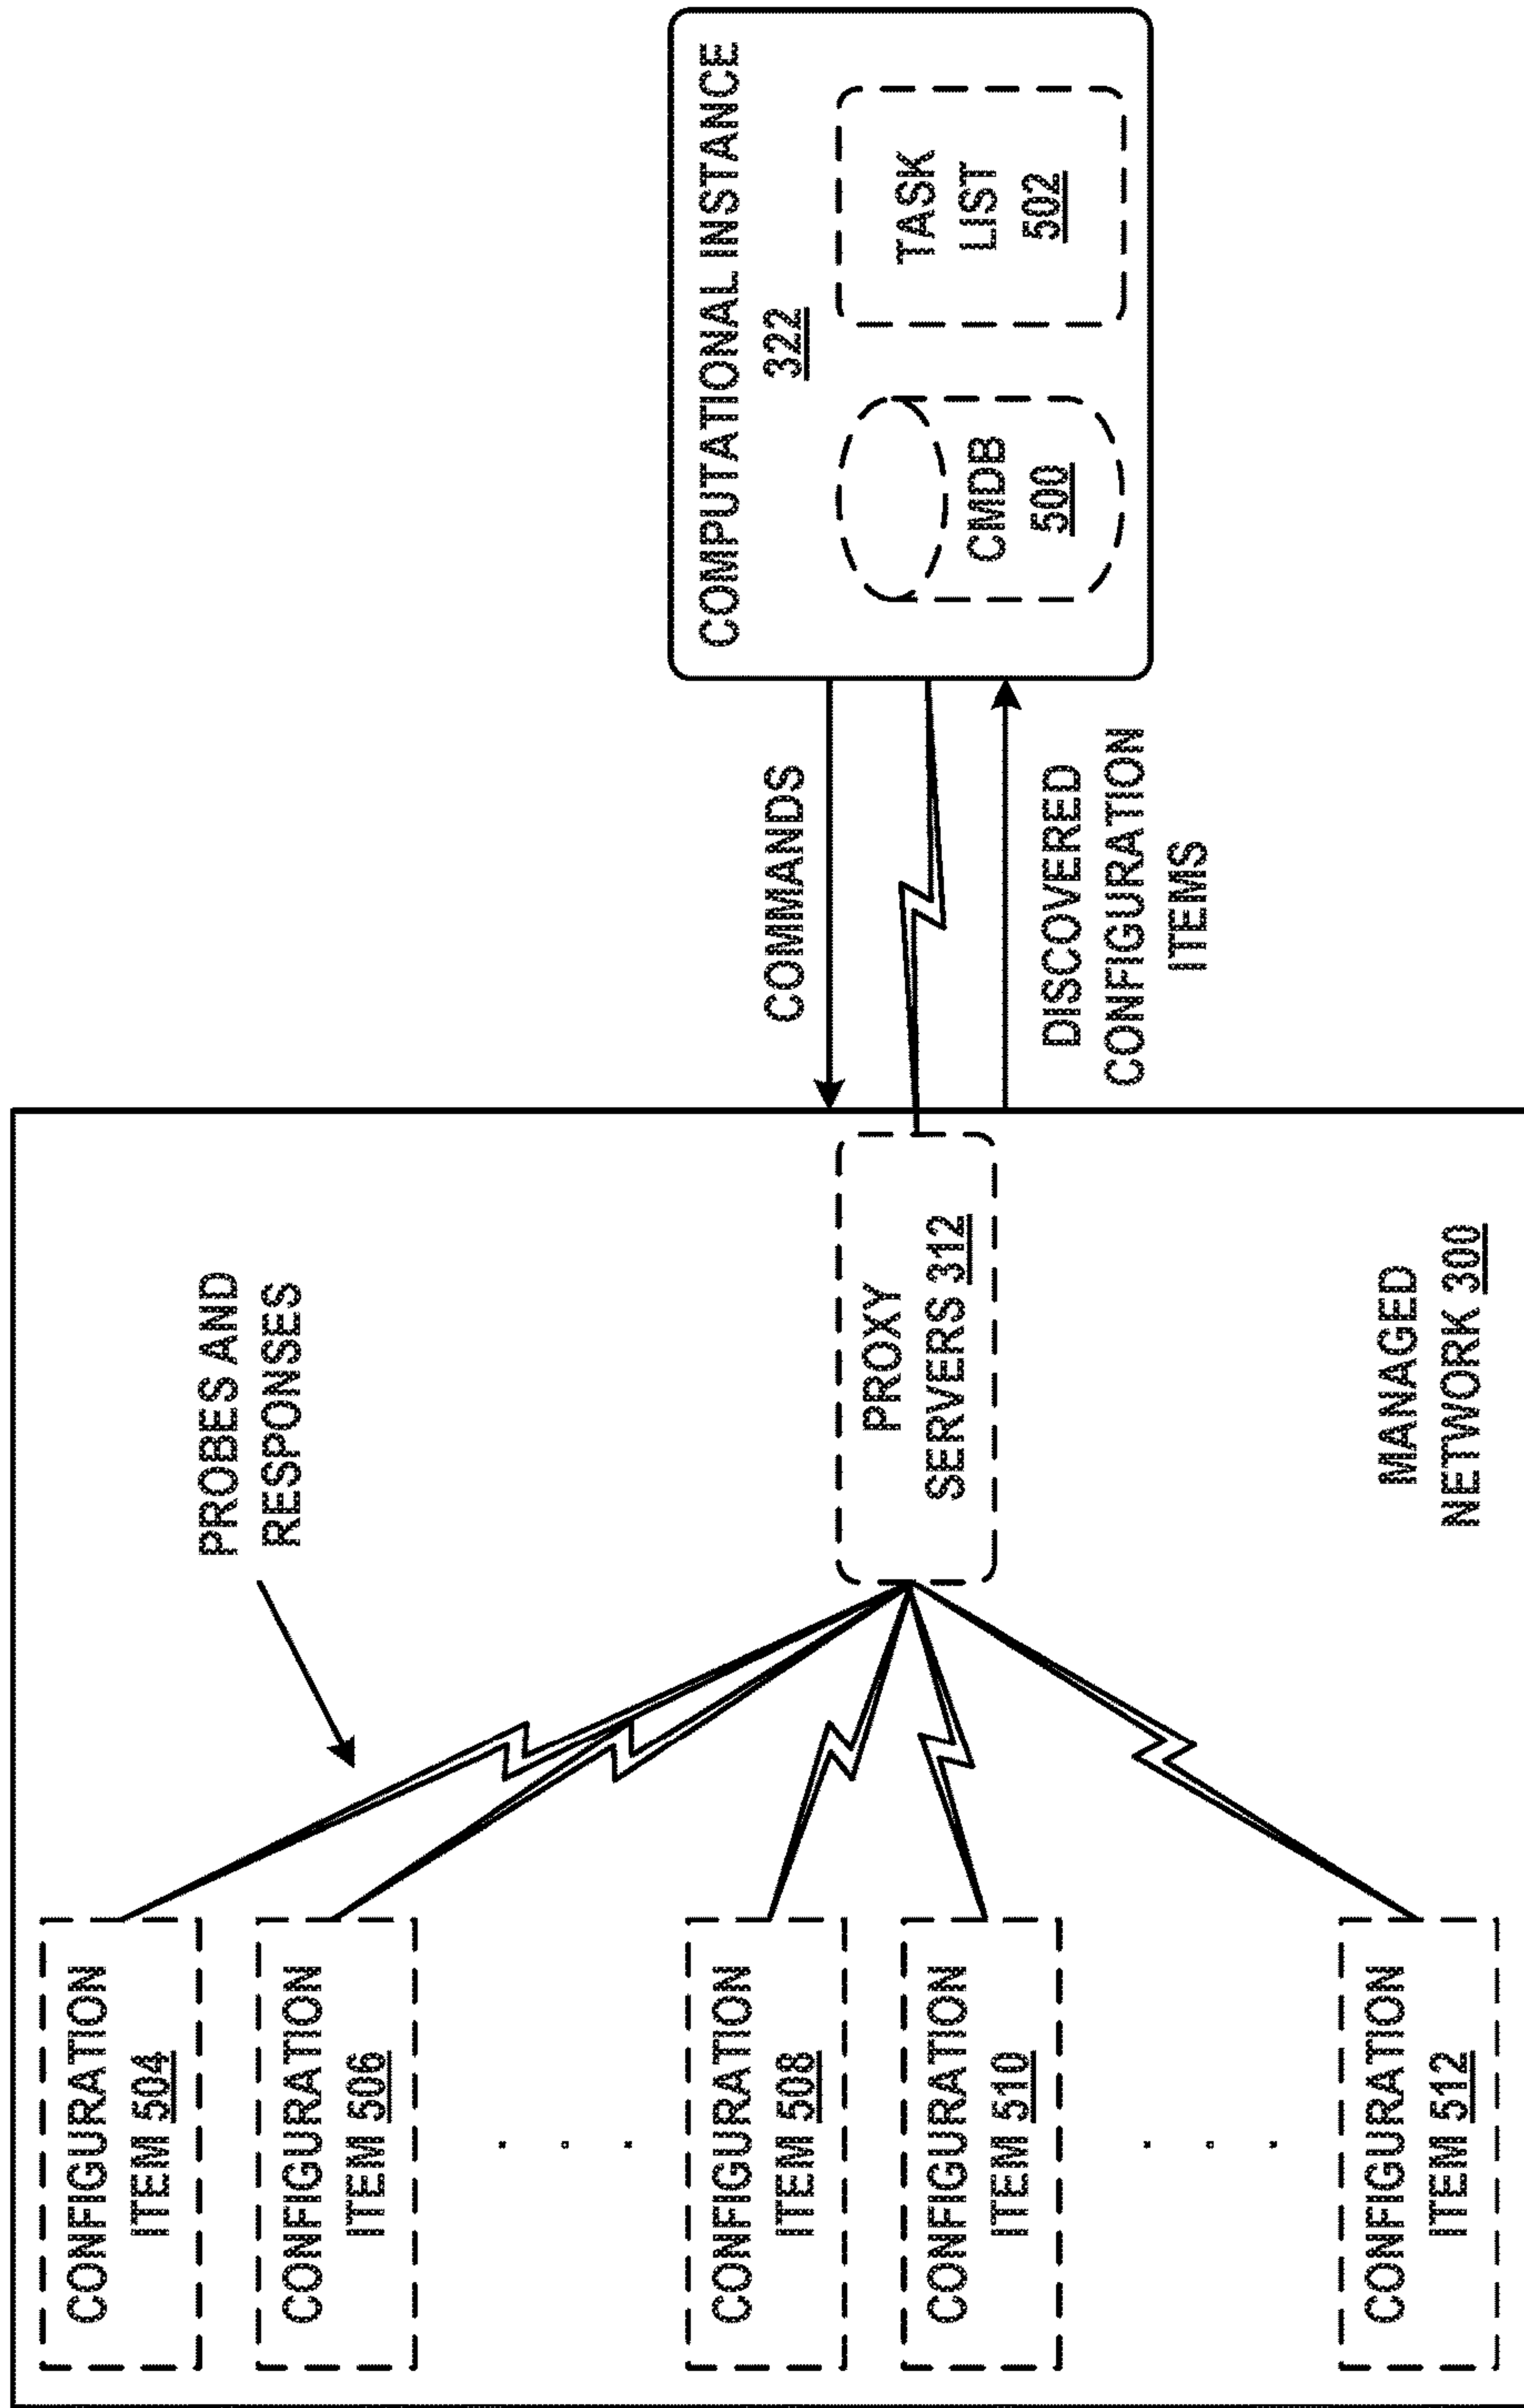 CONFIGURATION
ITEM 504
CONFIGURATION
ITEM 506
CONFIGURATION
ITEM 508
CONFIGURATION
ITEM 510
CONFIGURATION
ITEM 512
PROBES AND
RESPONSES
PROXY
SERVERS 312
MANAGED
NETWORK 300
COMMANDS
DISCOVERED
CONFIGURATION
ITEMS
COMPUTATIONAL INSTANCE
322
CMDB
500
TASK
LIST
502